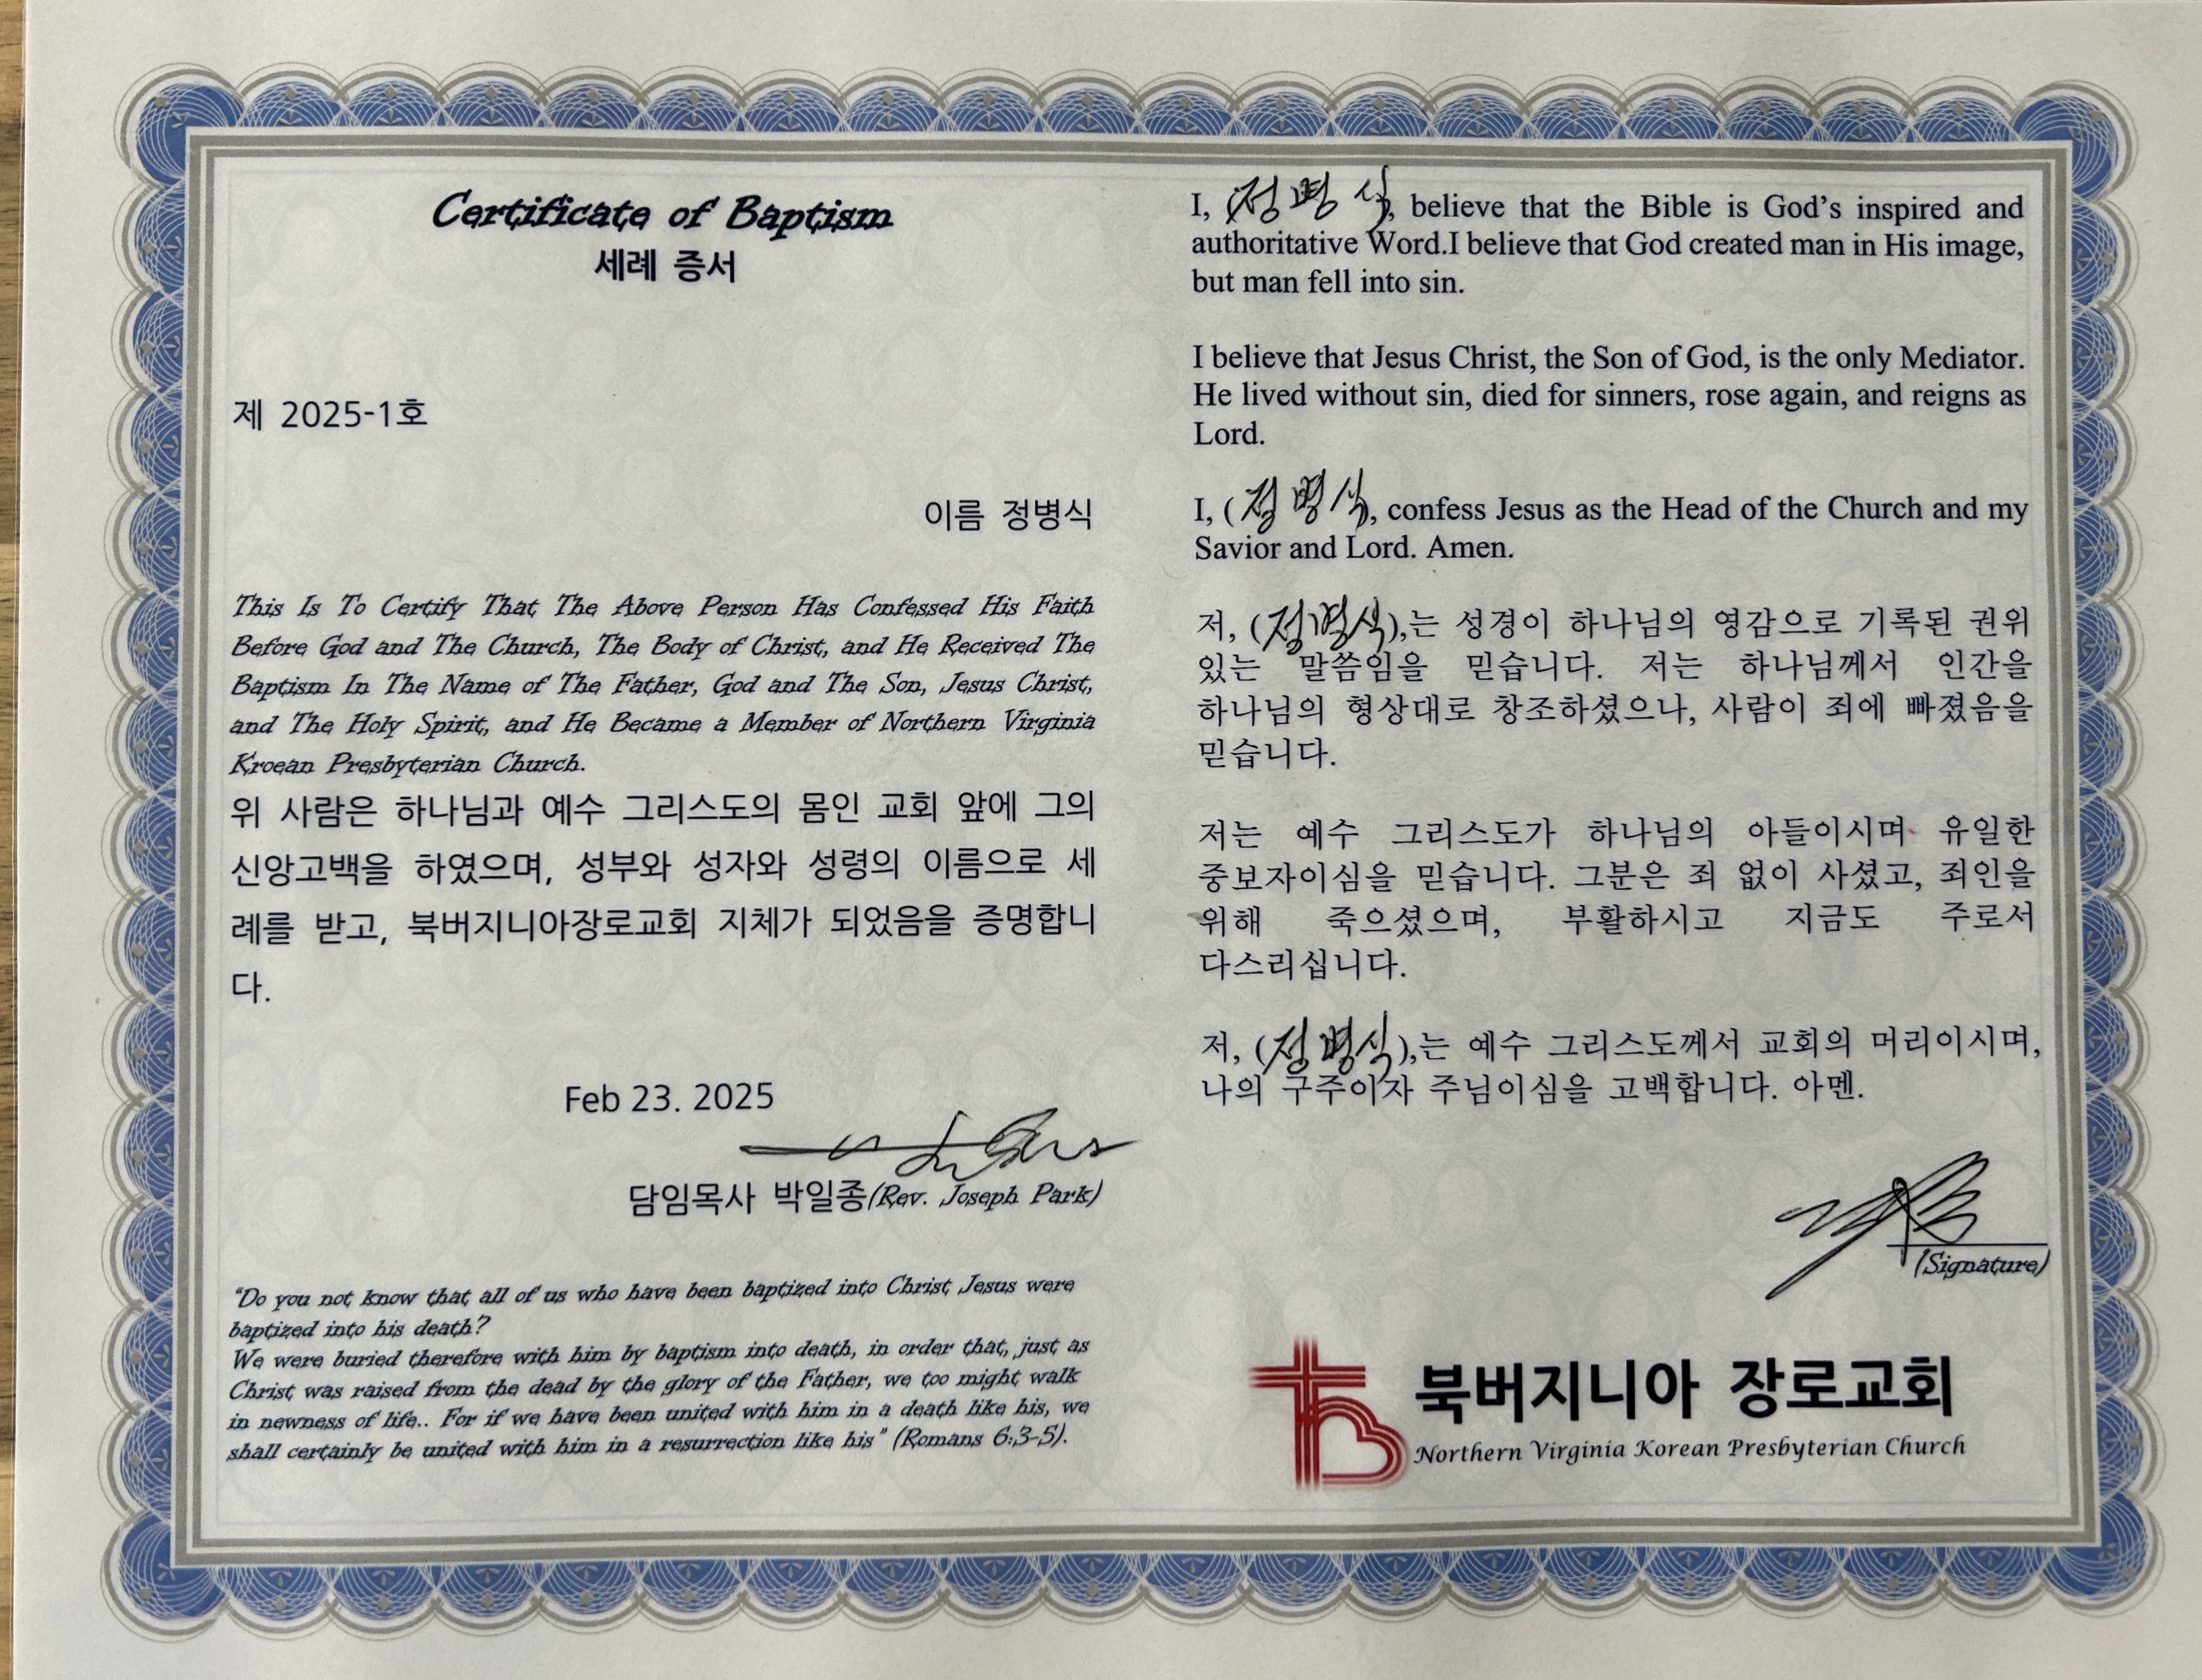 Certificate of Baptism
세례 증서
제 2025-1호
이름 정병식
This Is To Certify That The Above Person Has Confessed His Faith
Before God and The Church, The Body of Christ, and He Received The
Baptism In The Name of The Father, God and The Son, Jesus Christ,
and The Holy Spirit, and He Became a Member of Northern Virginia
Kroean Presbyterian Church.
위 사람은 하나님과 예수 그리스도의 몸인 교회 앞에 그의
신앙고백을 하였으며, 성부와 성자와 성령의 이름으로 세
례를 받고, 북버지니아장로교회 지체가 되었음을 증명합니
다.
Feb 23. 2025
담임목사 박일종(Rev. Joseph Park)
“Do you not know that all of us who have been baptized into Christ Jesus were
baptized into his death?
We were buried therefore with him by baptism into death, in order that, just as
Christ was raised from the dead by the glory of the Father, we too might walk
in newness of life.. For if we have been united with him in a death like his, we
shall certainly be united with him in a resurrection like his” (Romans 6:3-5).
I, (정병식), believe that the Bible is God’s inspired and
authoritative Word.I believe that God created man in His image,
but man fell into sin.
I believe that Jesus Christ, the Son of God, is the only Mediator.
He lived without sin, died for sinners, rose again, and reigns as
Lord.
I, (정병식), confess Jesus as the Head of the Church and my
Savior and Lord. Amen.
저, (정병식),는 성경이 하나님의 영감으로 기록된 권위
있는 말씀임을 믿습니다. 저는 하나님께서 인간을
하나님의 형상대로 창조하셨으나, 사람이 죄에 빠졌음을
믿습니다.
저는 예수 그리스도가 하나님의 아들이시며 유일한
중보자이심을 믿습니다. 그분은 죄 없이 사셨고, 죄인을
위해 죽으셨으며, 부활하시고 지금도 주로서
다스리십니다.
저, (정병식),는 예수 그리스도께서 교회의 머리이시며,
나의 구주이자 주님이심을 고백합니다. 아멘.
(Signature)
북버지니아 장로교회
Northern Virginia Korean Presbyterian Church